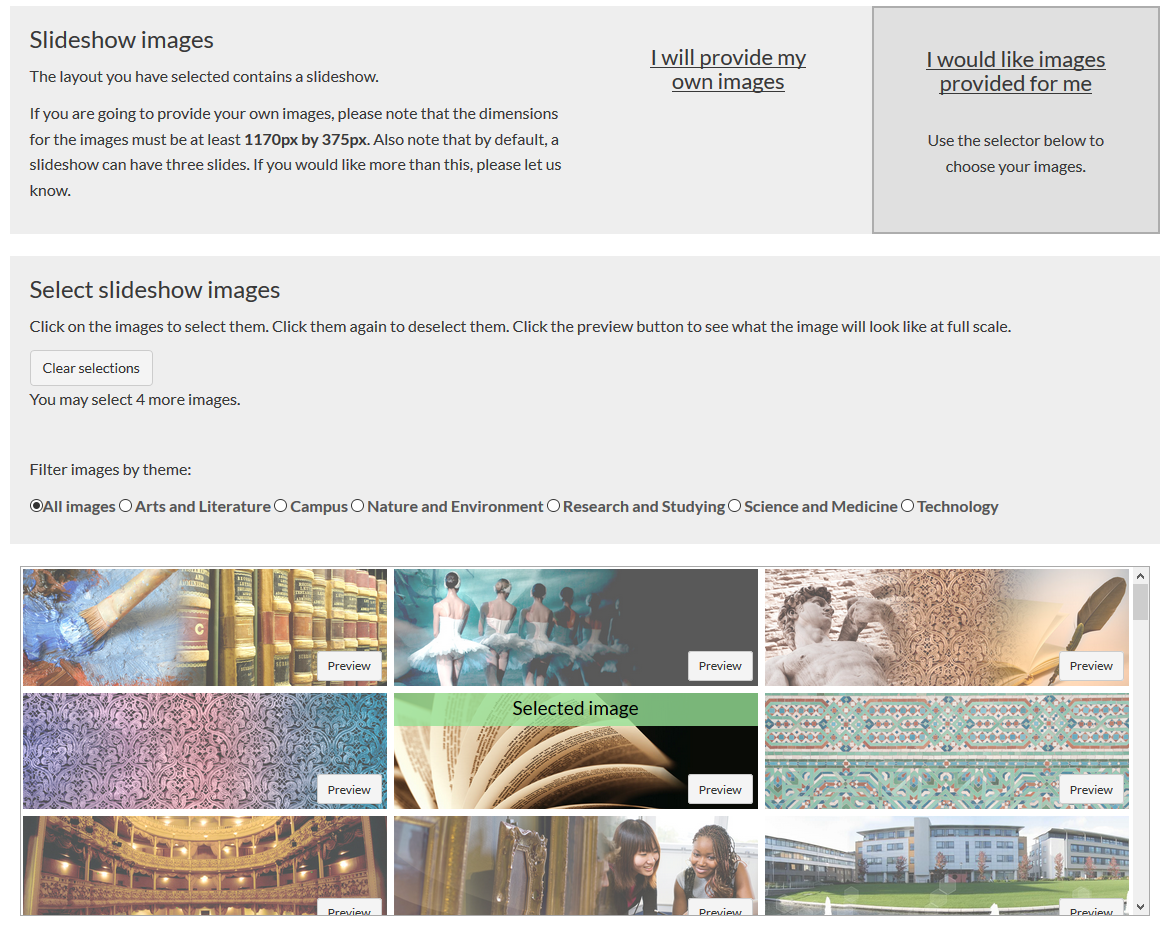 Slideshow images
The layout you have selected contains a slideshow.
If you are going to provide your own images, please note that the dimensions
for the images must be at least 1170px by 375px. Also note that by default, a
slideshow can have three slides. If you would like more than this, please let us
know.
I will provide my
own images
I would like images
provided for me
Use the selector below to
choose your images.
Select slideshow images
Click on the images to select them. Click them again to deselect them. Click the preview button to see what the image will look like at full scale.
Clear selections
You may select 4 more images.
Filter images by theme:
All images Arts and Literature Campus Nature and Environment Research and Studying Science and Medicine Technology
Preview Preview Preview
Selected image
Preview Preview Preview
Preview Preview Preview